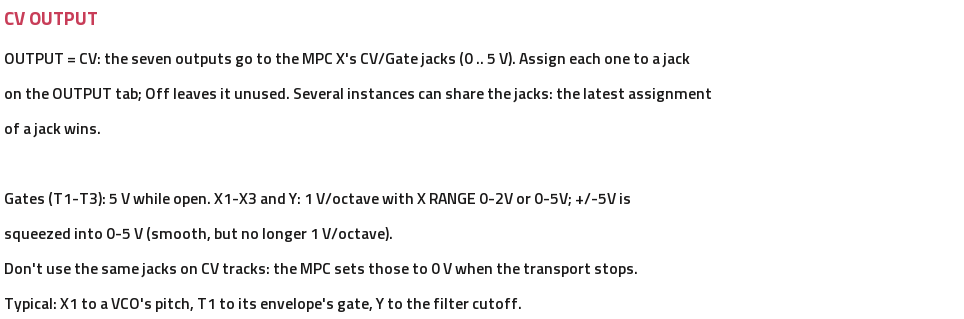 CV OUTPUT
OUTPUT = CV: the seven outputs go to the MPC X's CV/Gate jacks (0 .. 5 V). Assign each one to a jack
on the OUTPUT tab; Off leaves it unused. Several instances can share the jacks: the latest assignment
of a jack wins.
Gates (T1-T3): 5 V while open. X1-X3 and Y: 1 V/octave with X RANGE 0-2V or 0-5V; +/-5V is
squeezed into 0-5 V (smooth, but no longer 1 V/octave).
Don't use the same jacks on CV tracks: the MPC sets those to 0 V when the transport stops.
Typical: X1 to a VCO's pitch, T1 to its envelope's gate, Y to the filter cutoff.